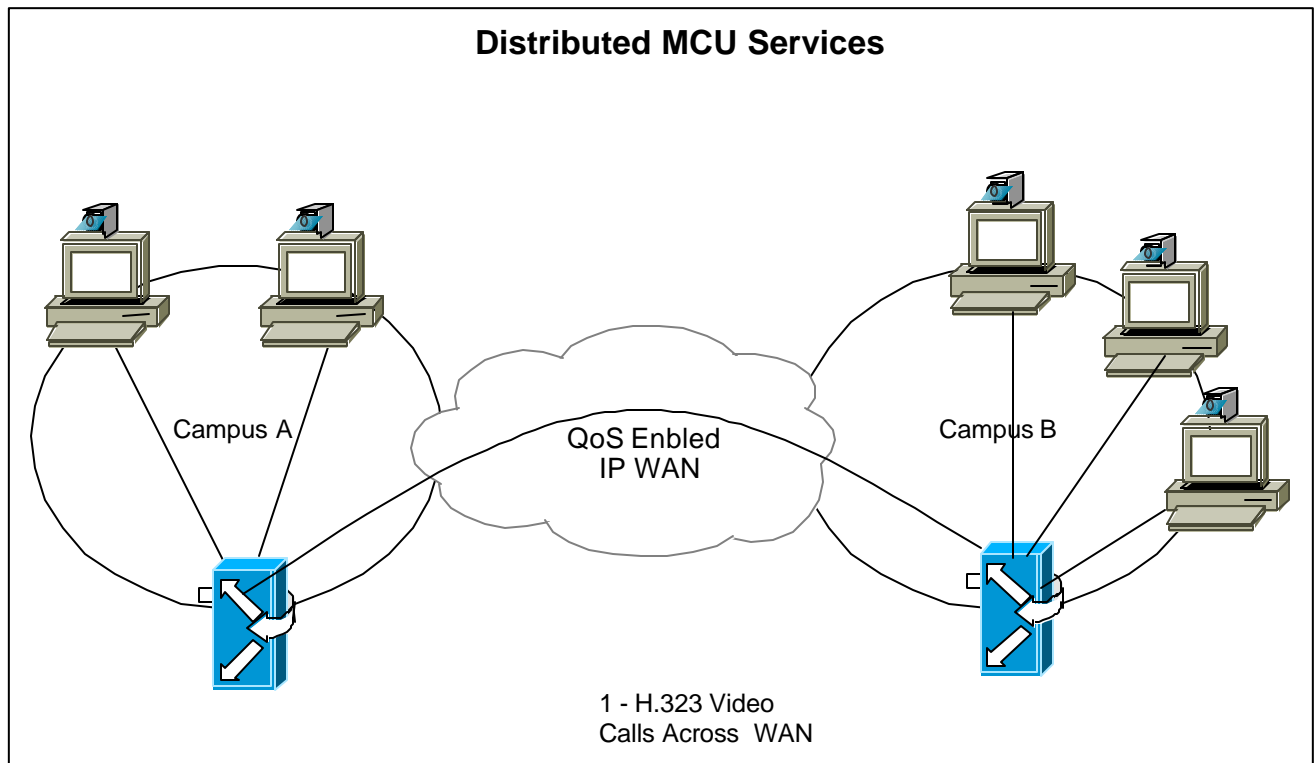 Distributed MCU Services
Campus A
QoS Enbled
IP WAN
Campus B
1 - H.323 Video
Calls Across WAN